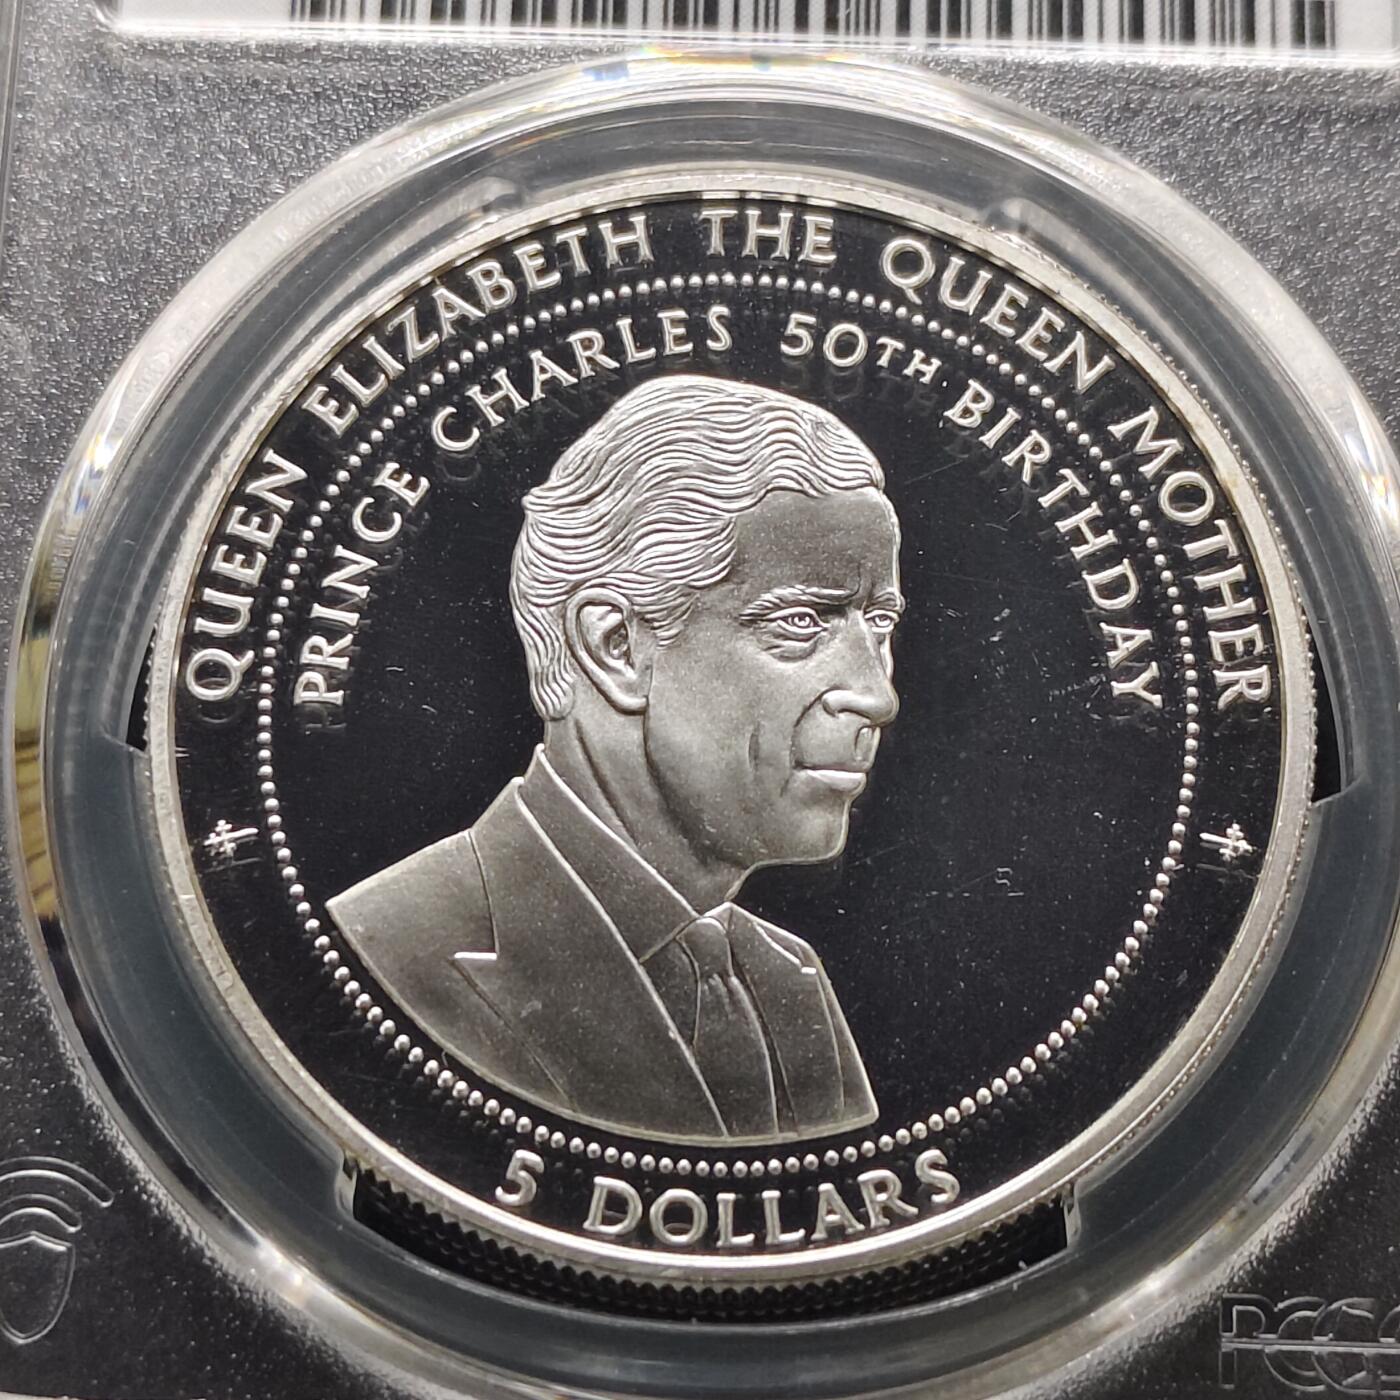 QUEEN ELIZABETH THE QUEEN MOTHER
PRINCE CHARLES 50TH BIRTHDAY
5 DOLLARS